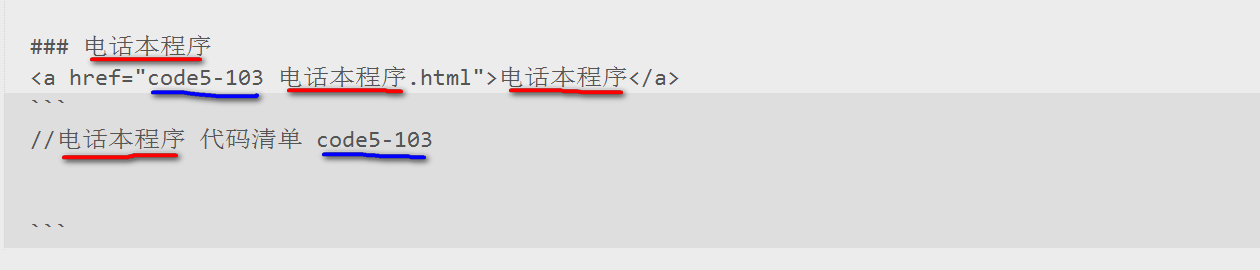 ### 电话本程序
<a href="code5-103 电话本程序.html">电话本程序</a>
```
//电话本程序 代码清单 code5-103
```